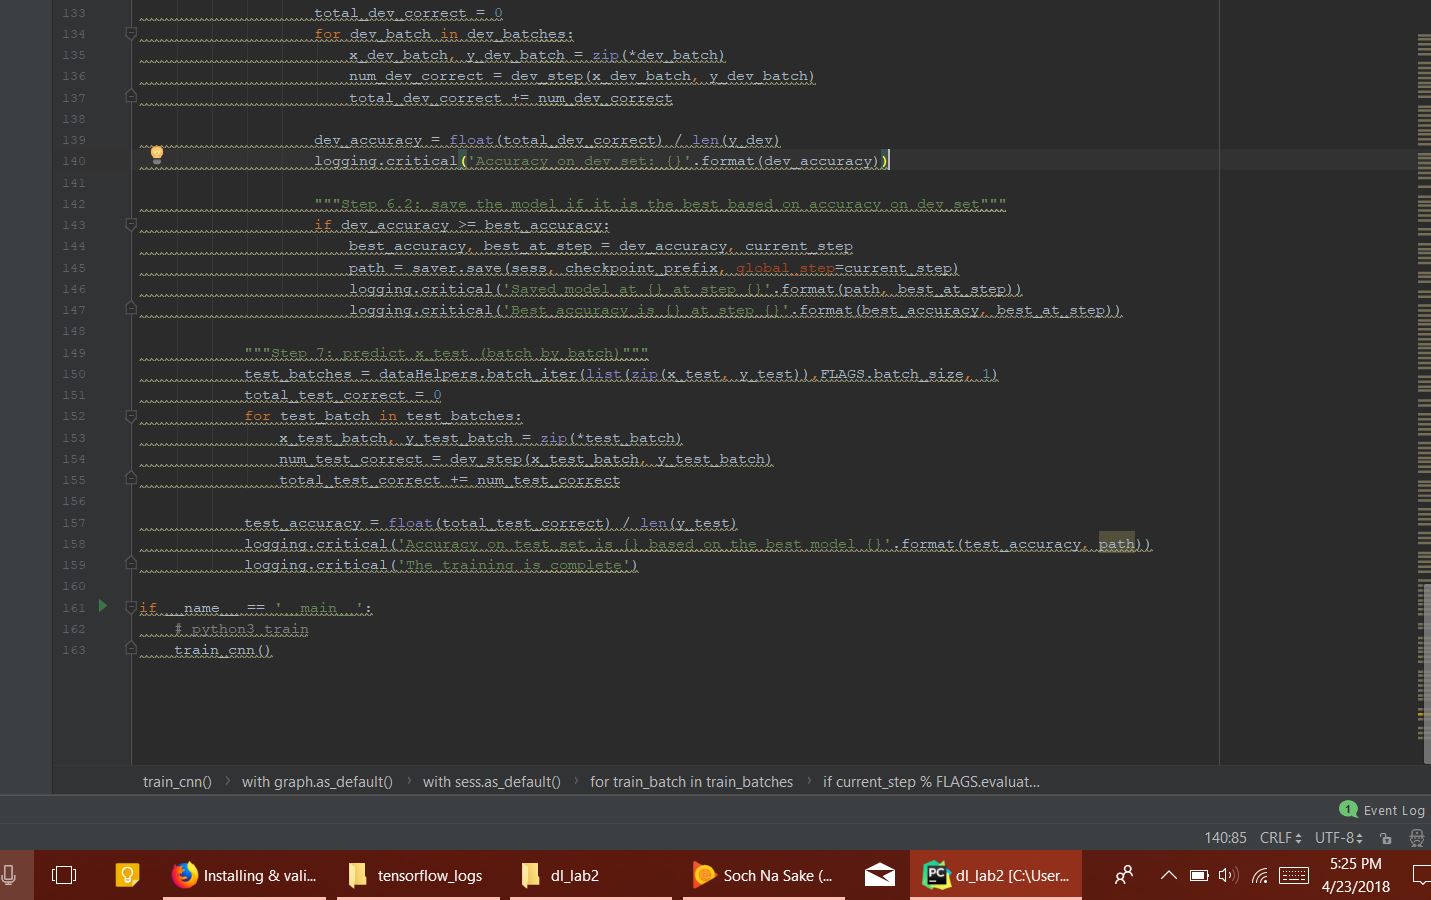 133 total_dev_correct = 0
134 for dev_batch in dev_batches:
135 x_dev_batch, y_dev_batch = zip(*dev_batch)
136 num_dev_correct = dev_step(x_dev_batch, y_dev_batch)
137 total_dev_correct += num_dev_correct
138
139 dev_accuracy = float(total_dev_correct) / len(y_dev)
140 logging.critical('Accuracy on dev set: {}'.format(dev_accuracy))
141
142 """Step 6.2: save the model if it is the best based on accuracy on dev set"""
143 if dev_accuracy >= best_accuracy:
144 best_accuracy, best_at_step = dev_accuracy, current_step
145 path = saver.save(sess, checkpoint_prefix, global_step=current_step)
146 logging.critical('Saved model at {} at step {}'.format(path, best_at_step))
147 logging.critical('Best accuracy is {} at step {}'.format(best_accuracy, best_at_step))
148
149 """Step 7: predict x_test (batch by batch)"""
150 test_batches = dataHelpers.batch_iter(list(zip(x_test, y_test)),FLAGS.batch_size, 1)
151 total_test_correct = 0
152 for test_batch in test_batches:
153 x_test_batch, y_test_batch = zip(*test_batch)
154 num_test_correct = dev_step(x_test_batch, y_test_batch)
155 total_test_correct += num_test_correct
156
157 test_accuracy = float(total_test_correct) / len(y_test)
158 logging.critical('Accuracy on test set is {} based on the best model {}'.format(test_accuracy, path))
159 logging.critical('The training is complete')
160
161 if __name__ == '__main__':
162 # python3 train
163 train_cnn()
train_cnn() › with graph.as_default() › with sess.as_default() › for train_batch in train_batches › if current_step % FLAGS.evaluat...
1 Event Log
140:85 CRLF UTF-8
Installing & vali... tensorflow_logs dl_lab2 Soch Na Sake (... PC dl_lab2 [C:\User... 5:25 PM
4/23/2018